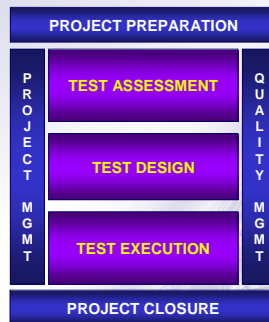 PROJECT PREPARATION
PROJECT MGMT
TEST ASSESSMENT
TEST DESIGN
TEST EXECUTION
QUALITY MGMT
PROJECT CLOSURE